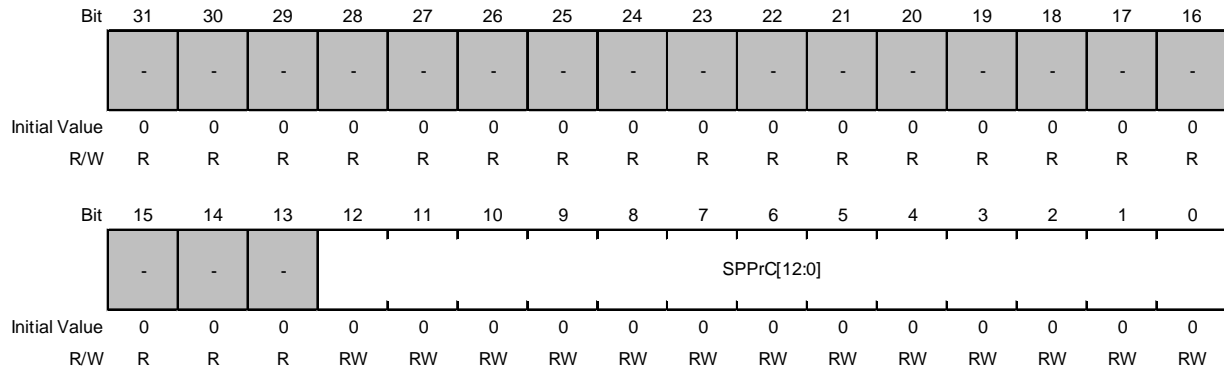 Bit 31 30 29 28 27 26 25 24 23 22 21 20 19 18 17 16
- - - - - - - - - - - - - - - -
Initial Value 0 0 0 0 0 0 0 0 0 0 0 0 0 0 0 0
R/W R R R R R R R R R R R R R R R R
Bit 15 14 13 12 11 10 9 8 7 6 5 4 3 2 1 0
- - - SPPrC[12:0]
Initial Value 0 0 0 0 0 0 0 0 0 0 0 0 0 0 0 0
R/W R R R RW RW RW RW RW RW RW RW RW RW RW RW RW